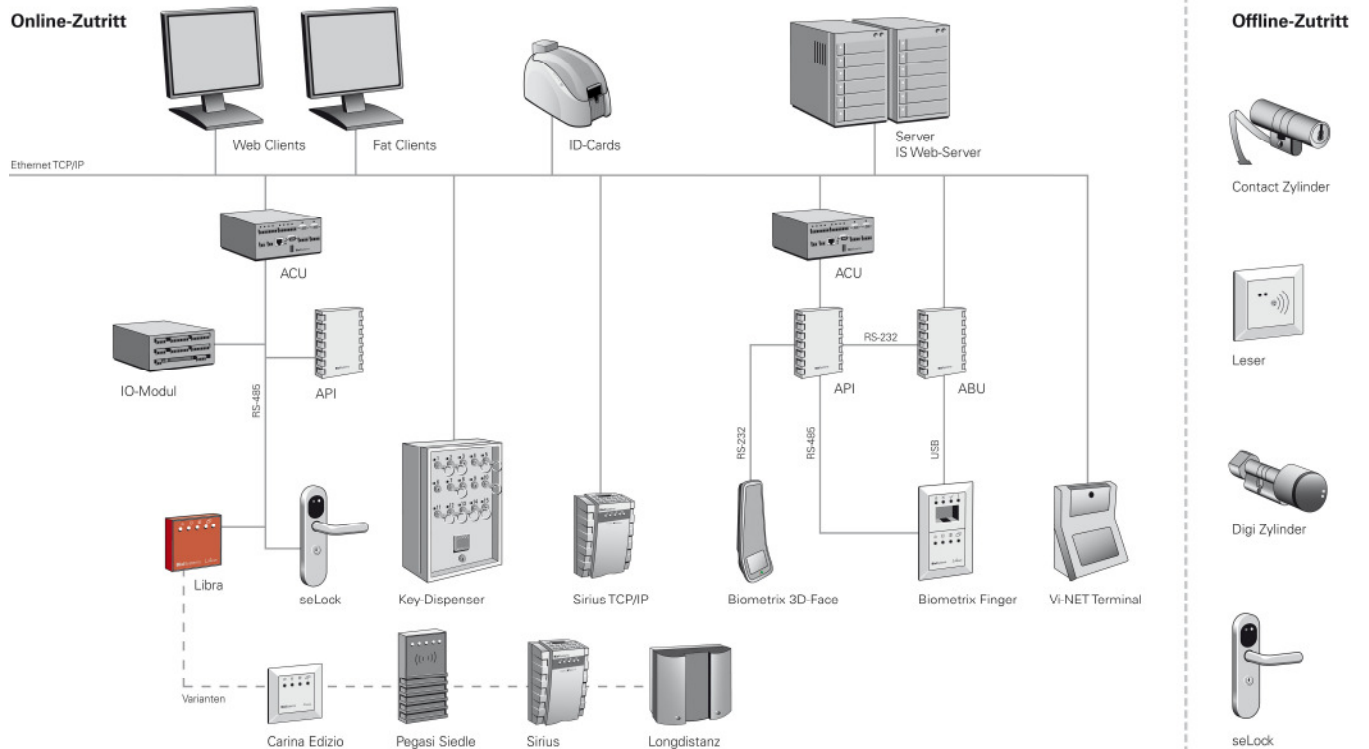 Online-Zutritt
Offline-Zutritt
Web Clients
Fat Clients
ID-Cards
Server
IS Web-Server
Ethernet TCP/IP
Contact Zylinder
ACU
ACU
IO-Modul
API
RS-485
RS-232
API
ABU
Leser
RS-232
RS-485
USB
Libra
seLock
Key-Dispenser
Sirius TCP/IP
Biometrix 3D-Face
Biometrix Finger
Vi-NET Terminal
Digi Zylinder
Varianten
Carina Edizio
Pegasi Siedle
Sirius
Longdistanz
seLock